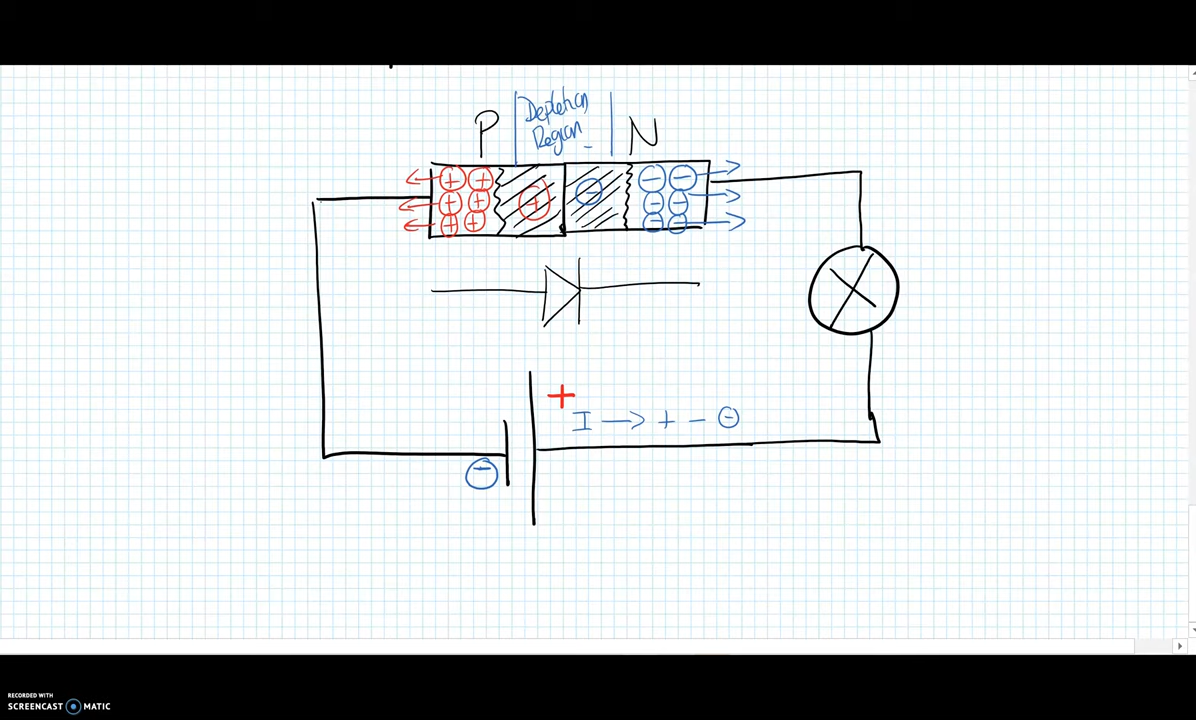 Depletion
P
Region
N
+ +
+ + + - - -
+ + - -
+ + - -
+
I → + - -
-
RECORDED WITH
SCREENCAST MATIC